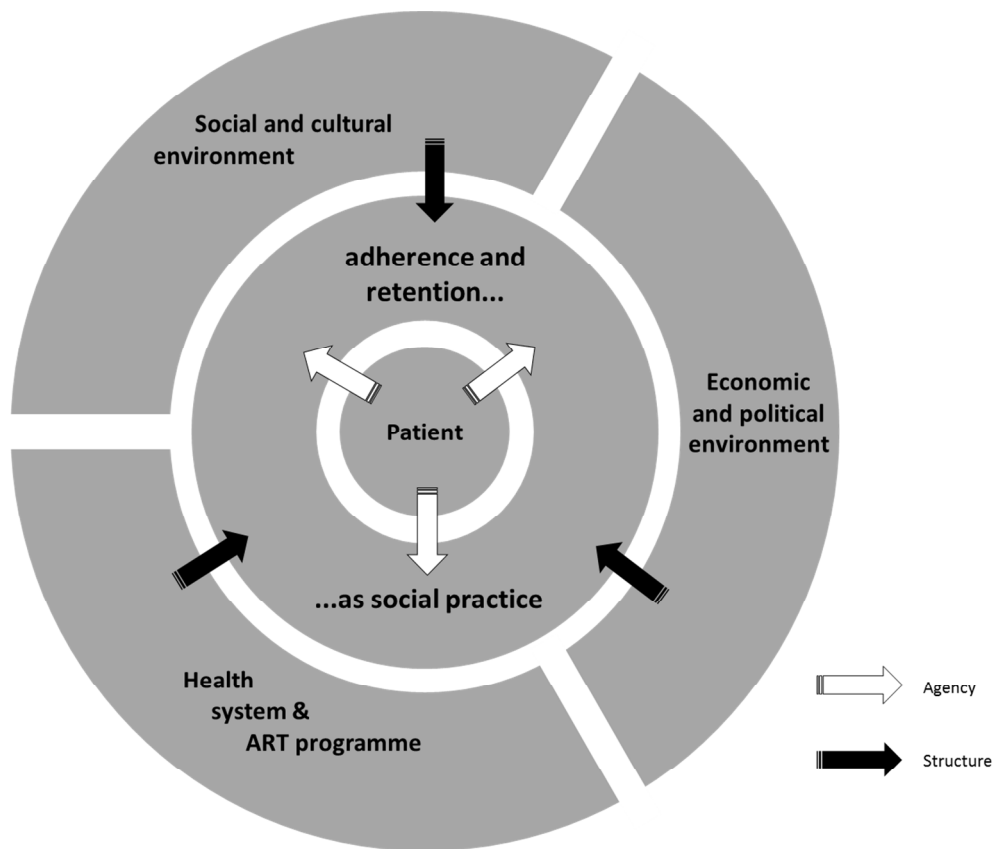 Social and cultural
environment
adherence and
retention...
Patient
Economic
and political
environment
...as social practice
Health
system &
ART programme
Agency
Structure